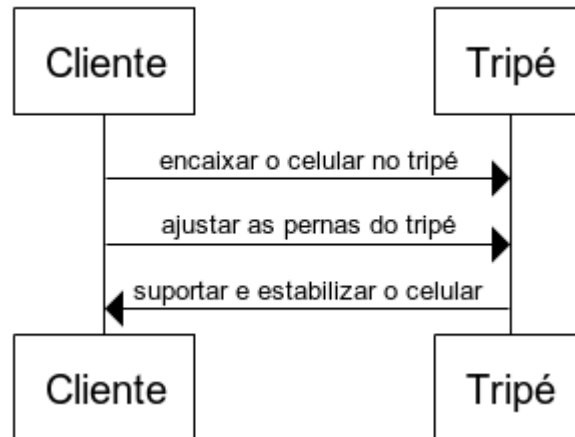 Cliente
Tripé
encaixar o celular no tripé
ajustar as pernas do tripé
suportar e estabilizar o celular
Cliente
Tripé